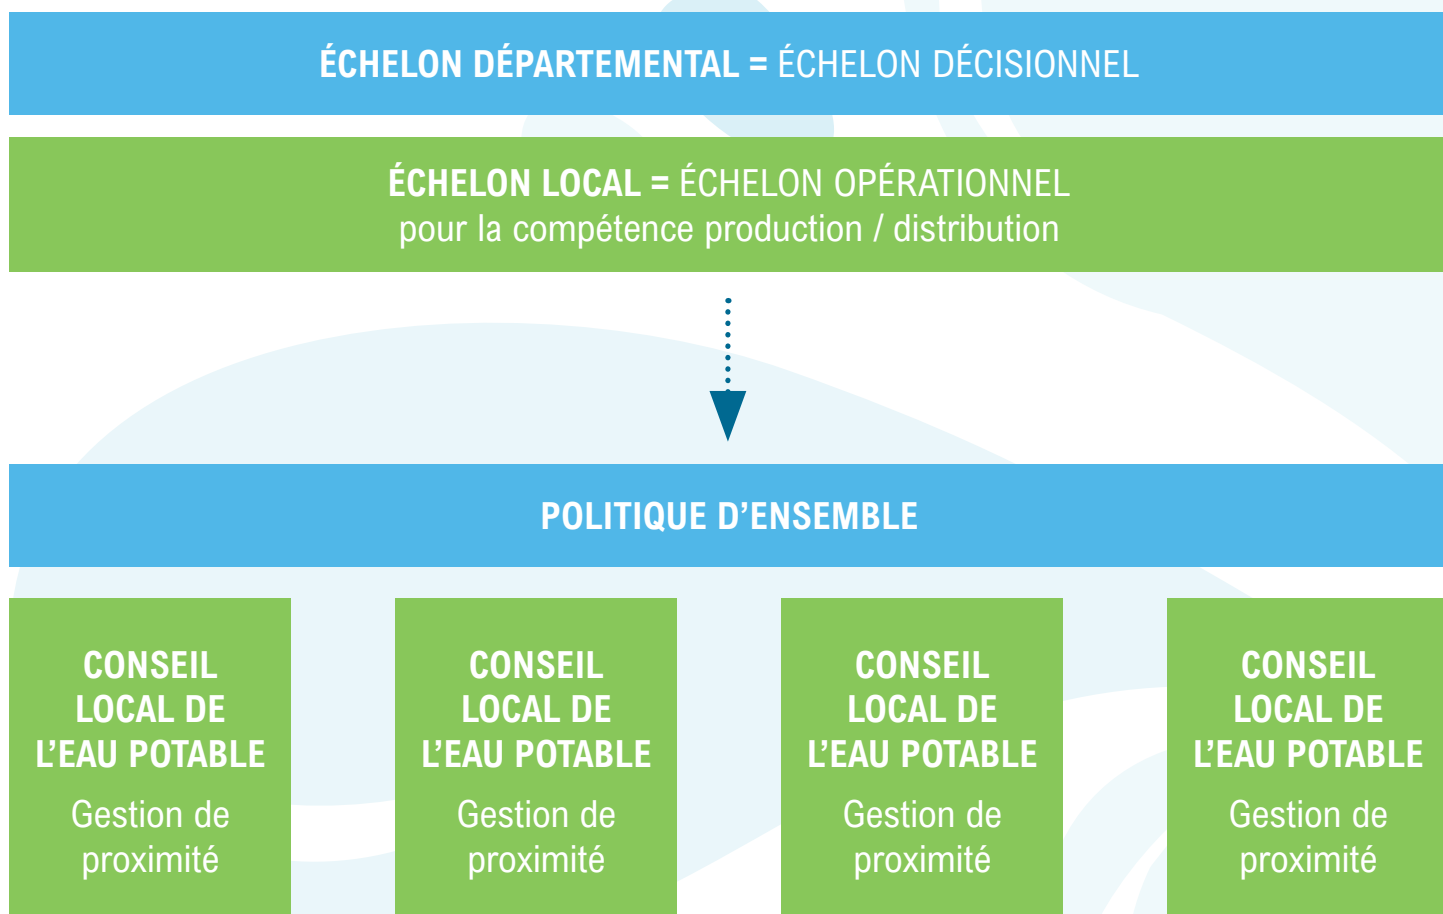 ÉCHELON DÉPARTEMENTAL = ÉCHELON DÉCISIONNEL
ÉCHELON LOCAL = ÉCHELON OPÉRATIONNEL
pour la compétence production / distribution
POLITIQUE D’ENSEMBLE
CONSEIL
LOCAL DE
L’EAU POTABLE
Gestion de
proximité
CONSEIL
LOCAL DE
L’EAU POTABLE
Gestion de
proximité
CONSEIL
LOCAL DE
L’EAU POTABLE
Gestion de
proximité
CONSEIL
LOCAL DE
L’EAU POTABLE
Gestion de
proximité